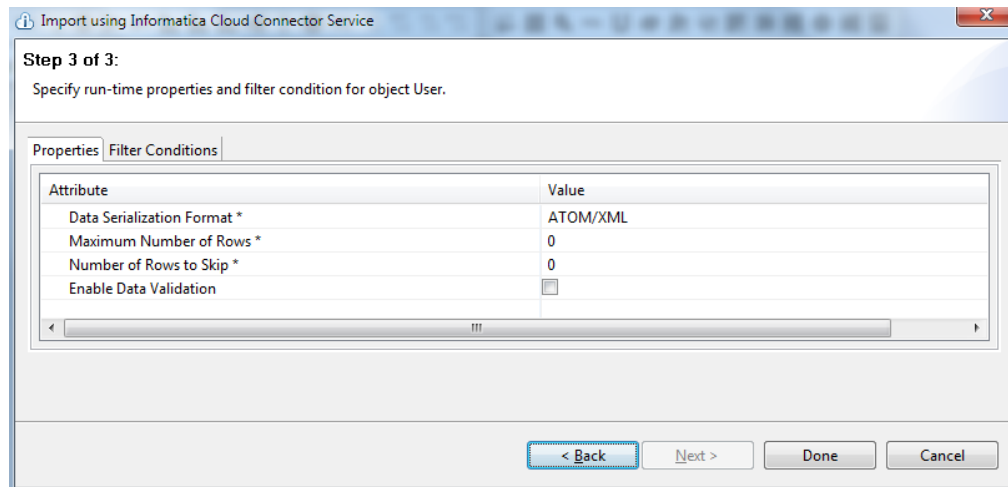 Import using Informatica Cloud Connector Service
Step 3 of 3:
Specify run-time properties and filter condition for object User.
Properties Filter Conditions
Attribute Value
Data Serialization Format * ATOM/XML
Maximum Number of Rows * 0
Number of Rows to Skip * 0
Enable Data Validation
< Back Next > Done Cancel